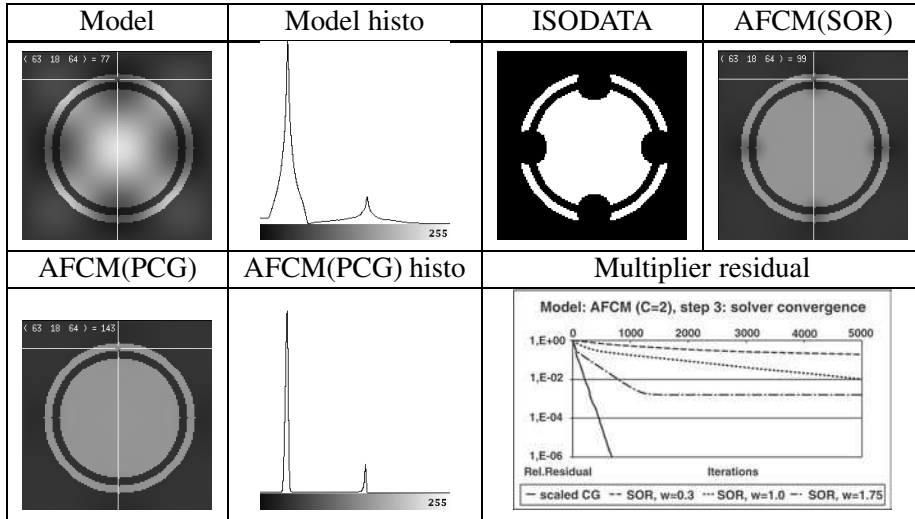 Model
Model histo
ISODATA
AFCM(SOR)
( 63 18 64 ) = 77
255
( 63 18 64 ) = 99
AFCM(PCG)
AFCM(PCG) histo
Multiplier residual
( 63 18 64 ) = 143
255
Model: AFCM (C=2), step 3: solver convergence
0 1000 2000 3000 4000 5000
1,E+00
1,E-02
1,E-04
1,E-06
Rel.Residual Iterations
scaled CG SOR, w=0.3 SOR, w=1.0 SOR, w=1.75